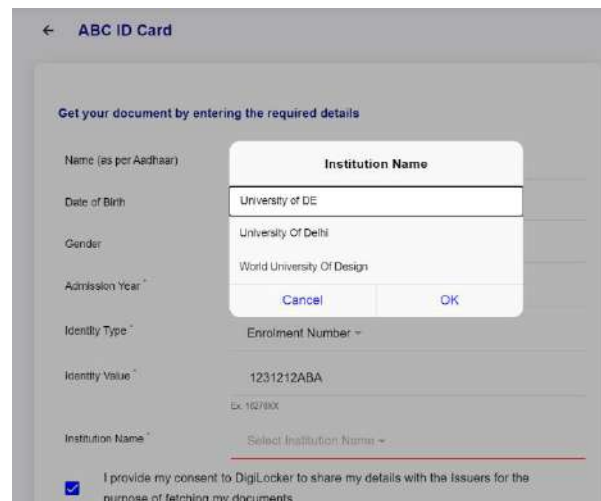 ABC ID Card
Get your document by entering the required details
Name (as per Aadhaar)
Institution Name
Date of Birth
University of DE
Gender
University Of Delhi
World University Of Design
Admission Year *
Cancel OK
Identity Type * Enrolment Number
Identity Value * 1231212ABA
Ex.
Institution Name * Select Institution Name
I provide my consent to DigiLocker to share my details with the Issuers for the
purpose of fetching my documents